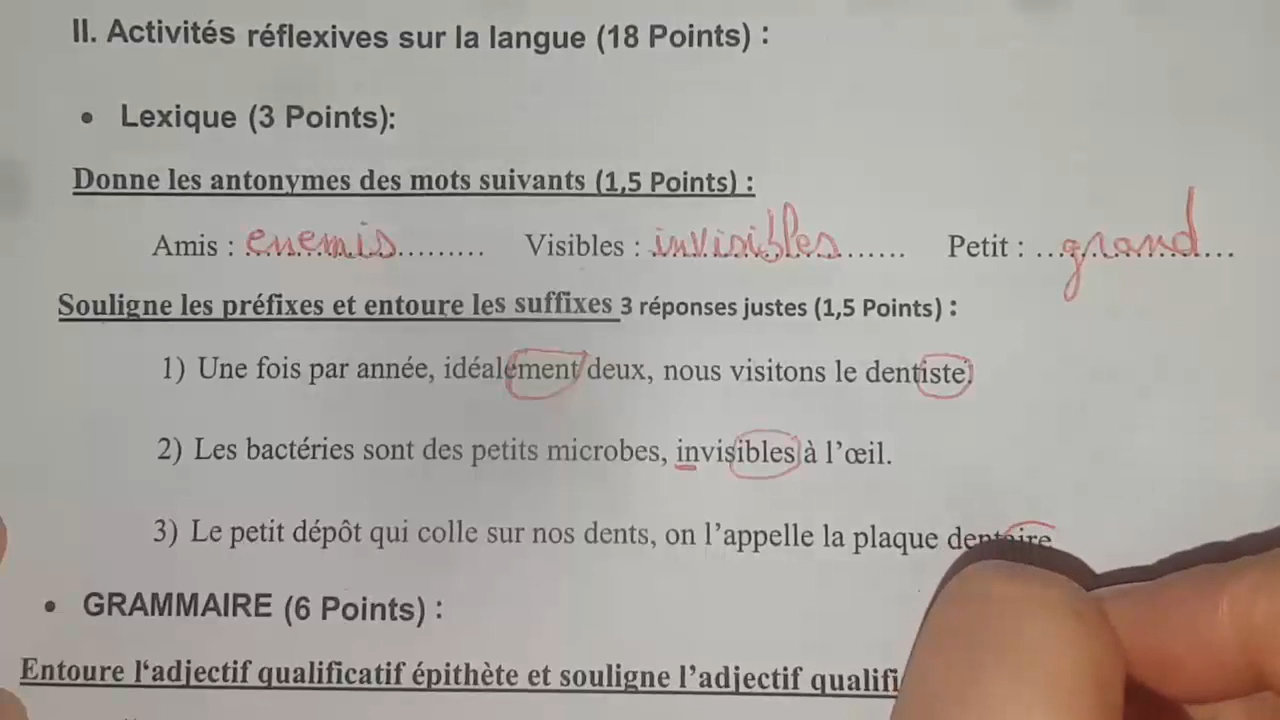 II. Activités réflexives sur la langue (18 Points) :
• Lexique (3 Points):
Donne les antonymes des mots suivants (1,5 Points) :
Amis : enemis......... Visibles : invisibles....... Petit : ...grand...
Souligne les préfixes et entoure les suffixes 3 réponses justes (1,5 Points) :
1) Une fois par année, idéalement deux, nous visitons le dentiste.
2) Les bactéries sont des petits microbes, invisibles à l’œil.
3) Le petit dépôt qui colle sur nos dents, on l’appelle la plaque dentaire
• GRAMMAIRE (6 Points) :
Entoure l‘adjectif qualificatif épithète et souligne l’adjectif